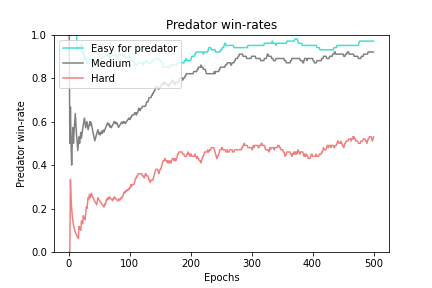 Predator win-rates
1.0
0.8
0.6
0.4
0.2
0.0
Predator win-rate
Easy for predator
Medium
Hard
0
100
200
300
400
500
Epochs